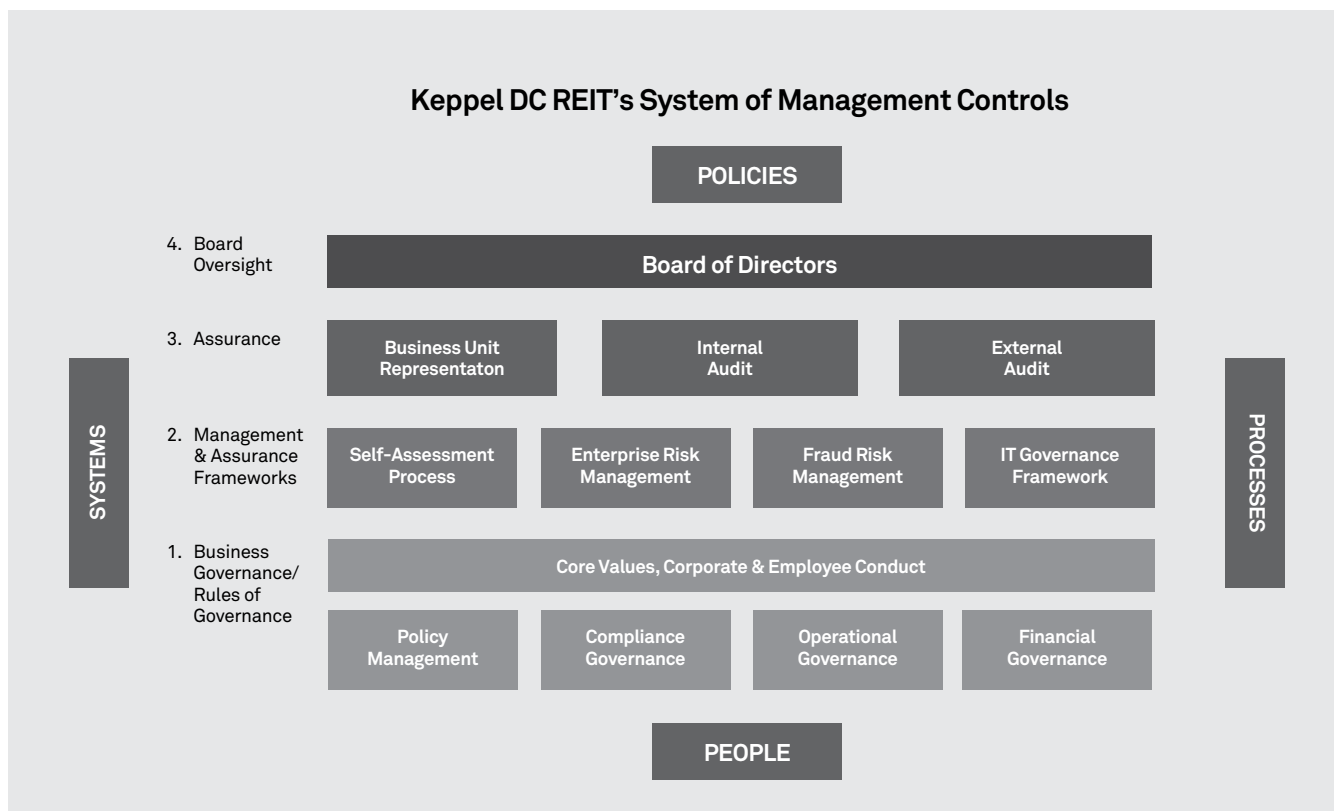 Keppel DC REIT's System of Management Controls
POLICIES
4. Board
Oversight
Board of Directors
3. Assurance
Business Unit
Representaton
Internal
Audit
External
Audit
SYSTEMS
2. Management
& Assurance
Frameworks
Self-Assessment
Process
Enterprise Risk
Management
Fraud Risk
Management
IT Governance
Framework
PROCESSES
1. Business
Governance/
Rules of
Governance
Core Values, Corporate & Employee Conduct
Policy
Management
Compliance
Governance
Operational
Governance
Financial
Governance
PEOPLE